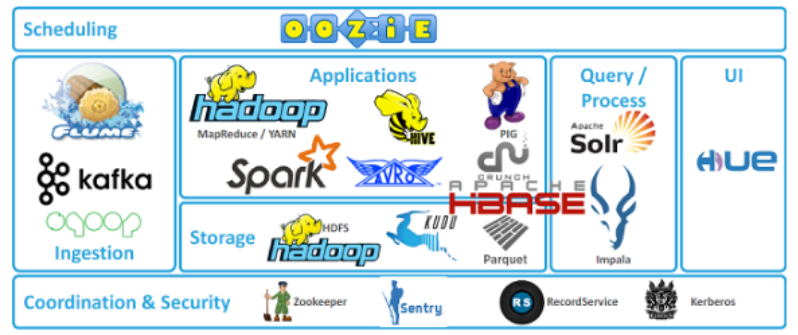 Scheduling
OOZiE
FLUME
kafka
sqoop
Ingestion
Applications
hadoop
MapReduce / YARN
HIVE
PIG
Spark
AVRO
CRUNCH
APACHE
HBASE
Storage
HDFS
hadoop
KUDU
Parquet
Query /
Process
Apache
Solr
Impala
UI
HUE
Coordination & Security
Zookeeper
Sentry
RS
RecordService
Kerberos